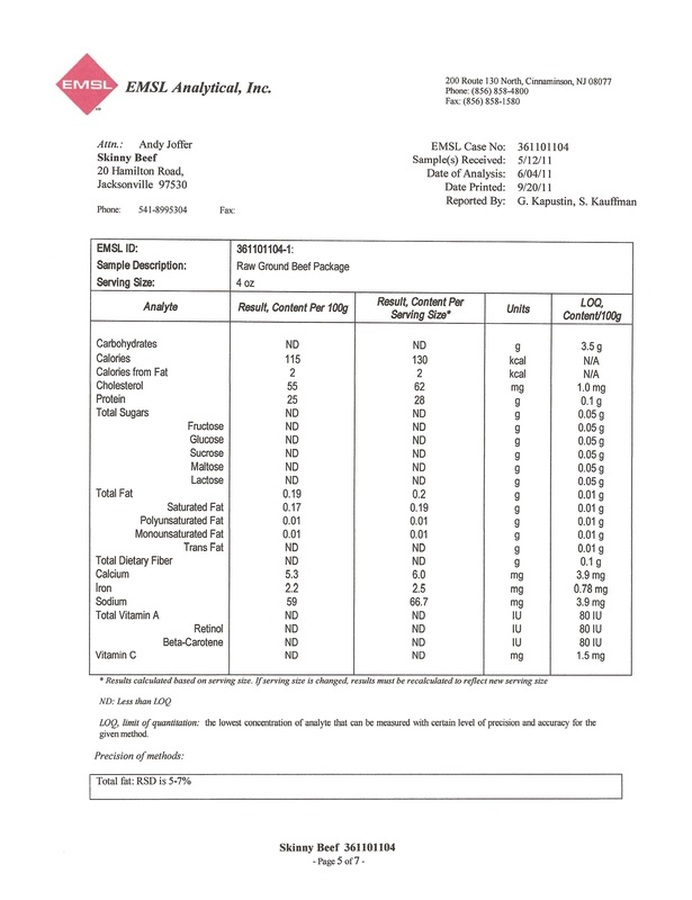 EMSL
EMSL Analytical, Inc.
200 Route 130 North, Cinnaminson, NJ 08077
Phone: (856) 858-4800
Fax: (856) 858-1580
Attn.: Andy Joffer
Skinny Beef
20 Hamilton Road,
Jacksonville 97530
Phone: 541-8995304 Fax:
EMSL Case No: 361101104
Sample(s) Received: 5/12/11
Date of Analysis: 6/04/11
Date Printed: 9/20/11
Reported By: G. Kapustin, S. Kauffman
EMSL ID: 361101104-1:
Sample Description: Raw Ground Beef Package
Serving Size: 4 oz
Analyte Result, Content Per 100g Result, Content Per Serving Size* Units LOQ, Content/100g
Carbohydrates ND ND g 3.5 g
Calories 115 130 kcal N/A
Calories from Fat 2 2 kcal N/A
Cholesterol 55 62 mg 1.0 mg
Protein 25 28 g 0.1 g
Total Sugars ND ND g 0.05 g
Fructose ND ND g 0.05 g
Glucose ND ND g 0.05 g
Sucrose ND ND g 0.05 g
Maltose ND ND g 0.05 g
Lactose ND ND g 0.05 g
Total Fat 0.19 0.2 g 0.01 g
Saturated Fat 0.17 0.19 g 0.01 g
Polyunsaturated Fat 0.01 0.01 g 0.01 g
Monounsaturated Fat 0.01 0.01 g 0.01 g
Trans Fat ND ND g 0.01 g
Total Dietary Fiber ND ND g 0.1 g
Calcium 5.3 6.0 mg 3.9 mg
Iron 2.2 2.5 mg 0.78 mg
Sodium 59 66.7 mg 3.9 mg
Total Vitamin A ND ND IU 80 IU
Retinol ND ND IU 80 IU
Beta-Carotene ND ND IU 80 IU
Vitamin C ND ND mg 1.5 mg
* Results calculated based on serving size. If serving size is changed, results must be recalculated to reflect new serving size
ND: Less than LOQ
LOQ, limit of quantitation: the lowest concentration of analyte that can be measured with certain level of precision and accuracy for the
given method.
Precision of methods:
Total fat: RSD is 5-7%
Skinny Beef 361101104
- Page 5 of 7 -